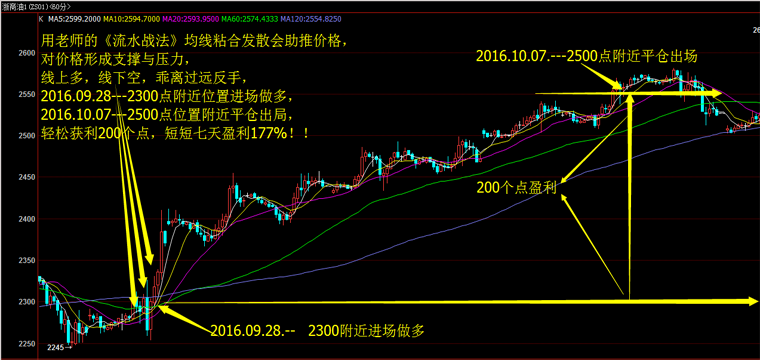 浙商油1(ZS01)<60分>
K MA5:2599.2000 MA10:2594.7000 MA20:2593.9500 MA60:2574.4333 MA120:2554.8250
用老师的《流水战法》均线粘合发散会助推价格，
对价格形成支撑与压力，
线上多，线下空，乖离过远反手，
2016.09.28---2300点附近位置进场做多，
2016.10.07---2500点位置附近平仓出局，
轻松获利200个点，短短七天盈利177%！！
2016.10.07.---2500点附近平仓出场
26
2600
2550
2500
2450
2400
2350
2300
2250
200个点盈利
2245→
2016.09.28.-- 2300附近进场做多